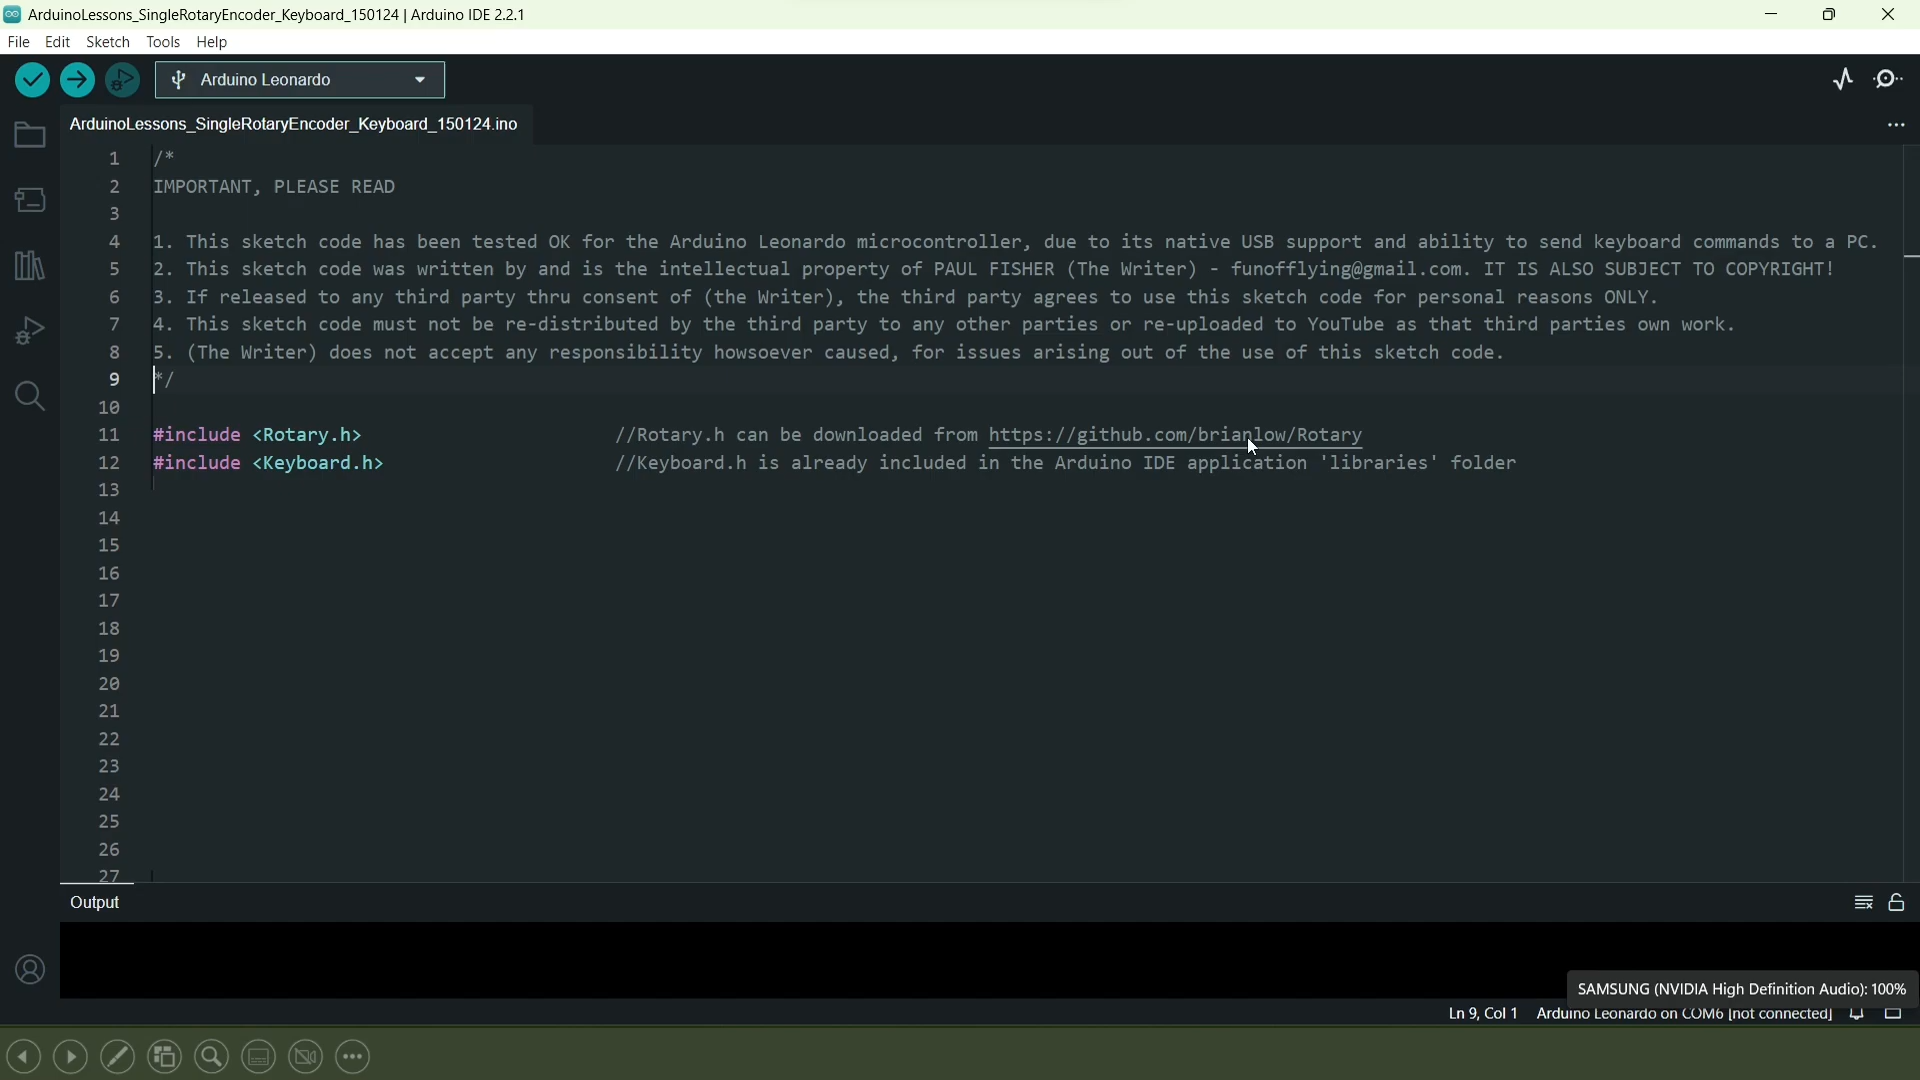 ArduinoLessons_SingleRotaryEncoder_Keyboard_150124 | Arduino IDE 2.2.1
File Edit Sketch Tools Help
Arduino Leonardo
ArduinoLessons_SingleRotaryEncoder_Keyboard_150124.ino
1 /*
2 IMPORTANT, PLEASE READ
3
4 1. This sketch code has been tested OK for the Arduino Leonardo microcontroller, due to its native USB support and ability to send keyboard commands to a PC.
5 2. This sketch code was written by and is the intellectual property of PAUL FISHER (The Writer) - funofflying@gmail.com. IT IS ALSO SUBJECT TO COPYRIGHT!
6 3. If released to any third party thru consent of (the Writer), the third party agrees to use this sketch code for personal reasons ONLY.
7 4. This sketch code must not be re-distributed by the third party to any other parties or re-uploaded to YouTube as that third parties own work.
8 5. (The Writer) does not accept any responsibility howsoever caused, for issues arising out of the use of this sketch code.
9 */
10
11 #include <Rotary.h> //Rotary.h can be downloaded from https://github.com/brianlow/Rotary
12 #include <Keyboard.h> //Keyboard.h is already included in the Arduino IDE application 'libraries' folder
13
14
15
16
17
18
19
20
21
22
23
24
25
26
27
Output
SAMSUNG (NVIDIA High Definition Audio): 100%
Ln 9, Col 1 Arduino Leonardo on COM6 [not connected]